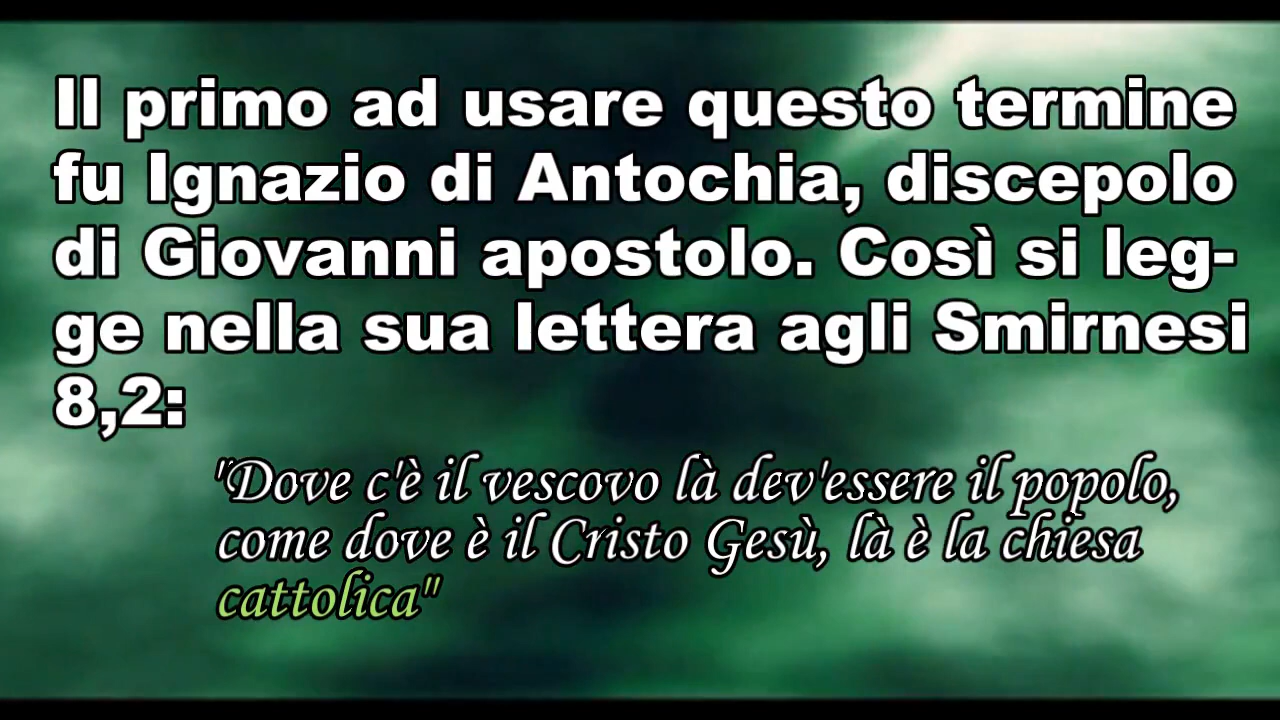 Il primo ad usare questo termine
fu Ignazio di Antochia, discepolo
di Giovanni apostolo. Così si leg-
ge nella sua lettera agli Smirnesi
8,2:
"Dove c'è il vescovo là dev'essere il popolo,
come dove è il Cristo Gesù, là è la chiesa
cattolica"